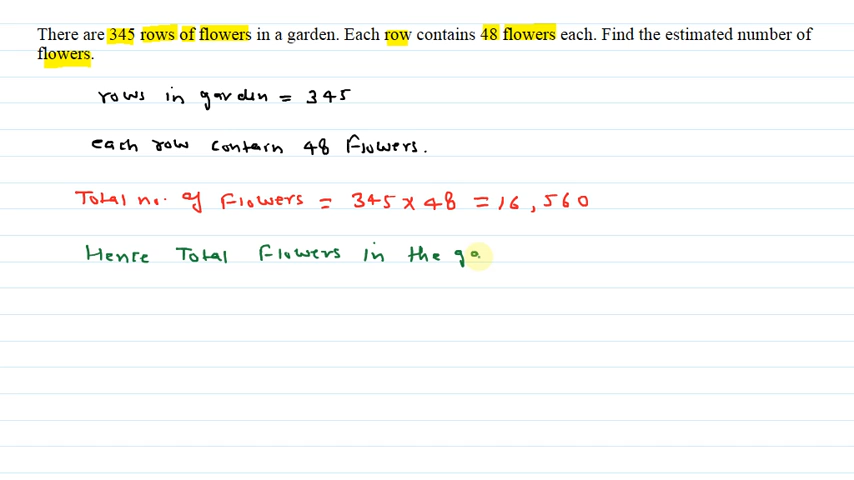 There are 345 rows of flowers in a garden. Each row contains 48 flowers each. Find the estimated number of
flowers.
rows in garden = 345
each row contain 48 Flowers.
Total no. of Flowers = 345 × 48 = 16,560
Hence Total Flowers in the ga